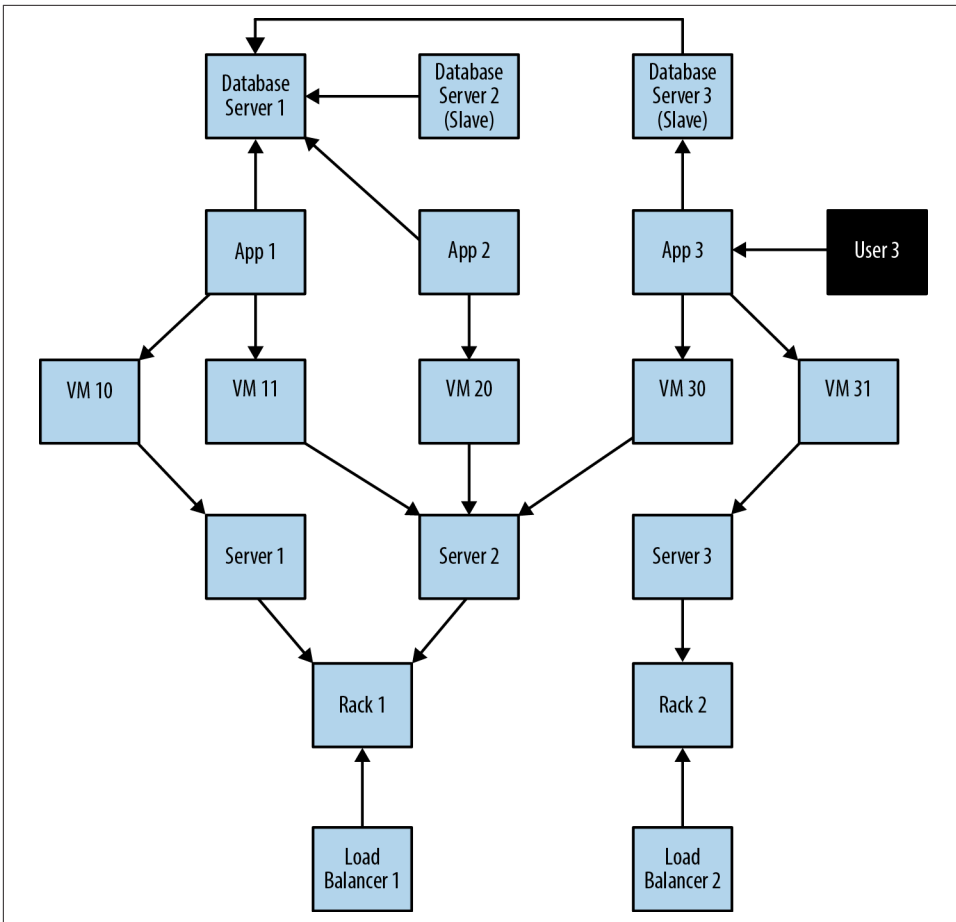 Database
Server 1
Database
Server 2
(Slave)
Database
Server 3
(Slave)
App 1
App 2
App 3
User 3
VM 10
VM 11
VM 20
VM 30
VM 31
Server 1
Server 2
Server 3
Rack 1
Rack 2
Load
Balancer 1
Load
Balancer 2